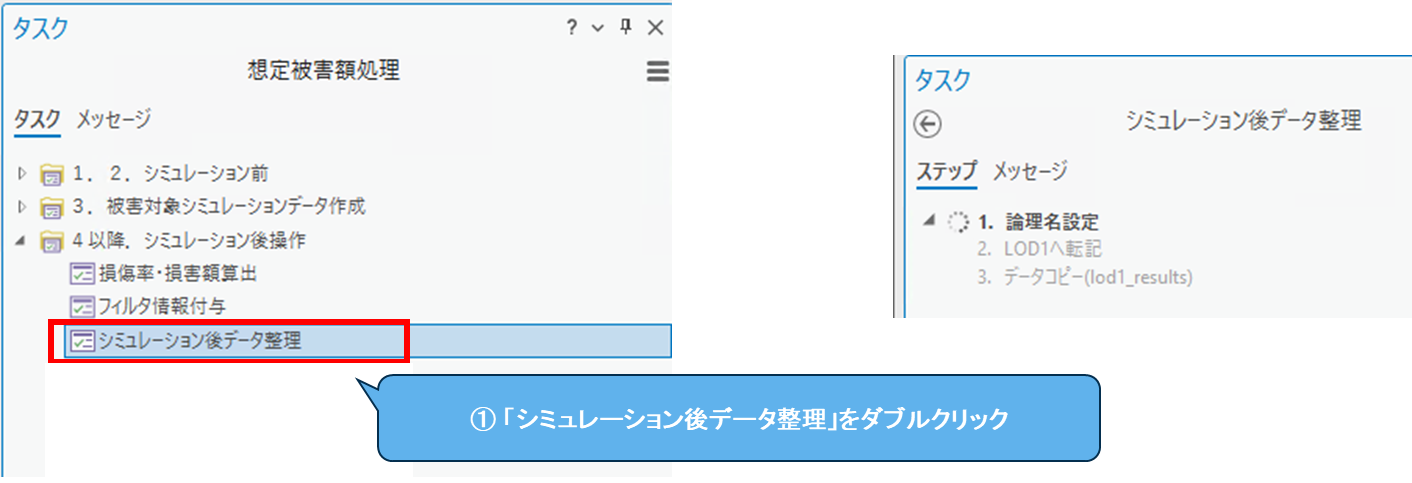 タスク
?
想定被害額処理
タスク メッセージ
1．2．シミュレーション前
3．被害対象シミュレーションデータ作成
4以降．シミュレーション後操作
損傷率・損害額算出
フィルタ情報付与
シミュレーション後データ整理
タスク
シミュレーション後データ整理
ステップ メッセージ
1. 論理名設定
2. LOD1へ転記
3. データコピー(lod1_results)
①「シミュレーション後データ整理」をダブルクリック